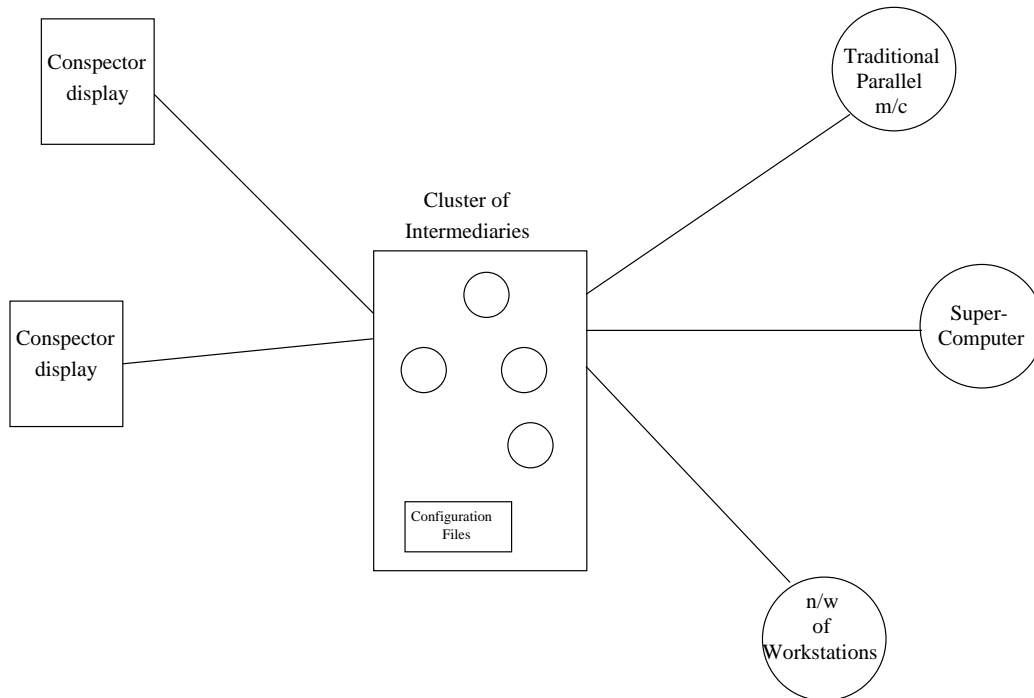 Conspector
display
Traditional
Parallel
m/c
Cluster of
Intermediaries
Conspector
display
Super-
Computer
Configuration
Files
n/w
of
Workstations